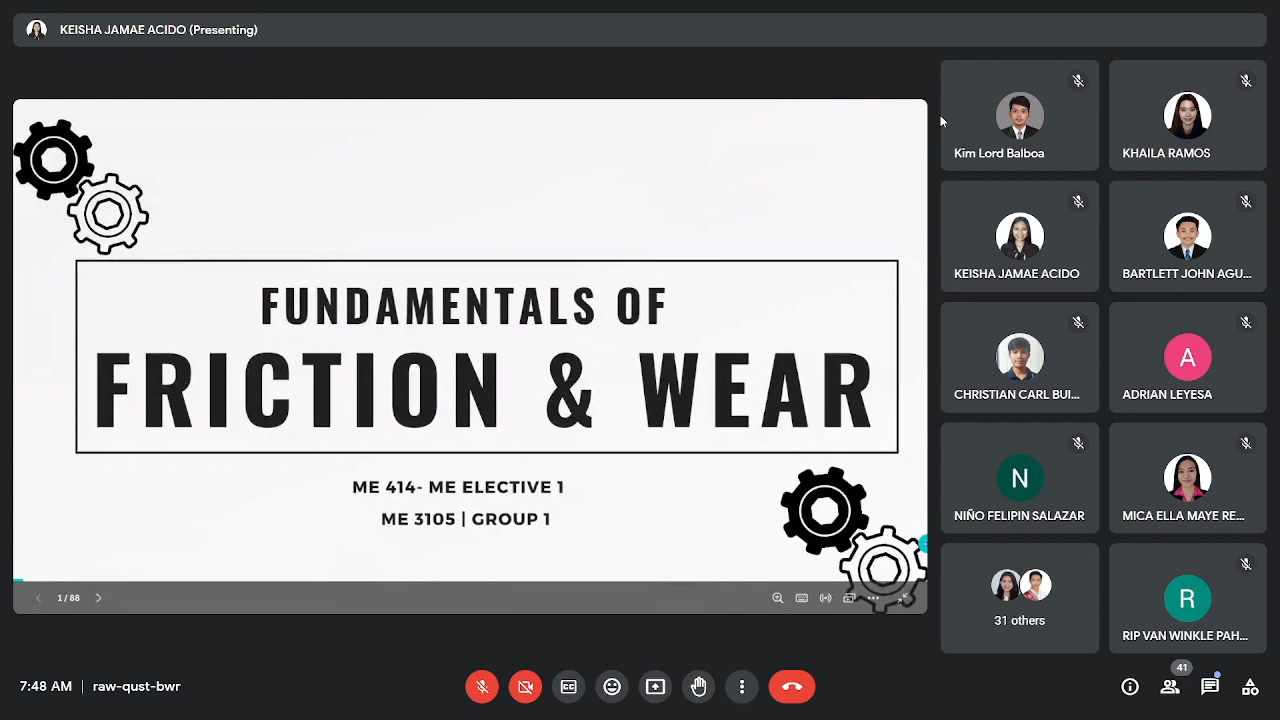 KEISHA JAMAE ACIDO (Presenting)
FUNDAMENTALS OF
FRICTION & WEAR
ME 414- ME ELECTIVE 1
ME 3105 | GROUP 1
1 / 88
Kim Lord Balboa
KHAILA RAMOS
KEISHA JAMAE ACIDO
BARTLETT JOHN AGU...
CHRISTIAN CARL BUI...
A
ADRIAN LEYESA
N
NIÑO FELIPIN SALAZAR
MICA ELLA MAYE RE...
31 others
R
RIP VAN WINKLE PAH...
7:48 AM | raw-qust-bwr
41